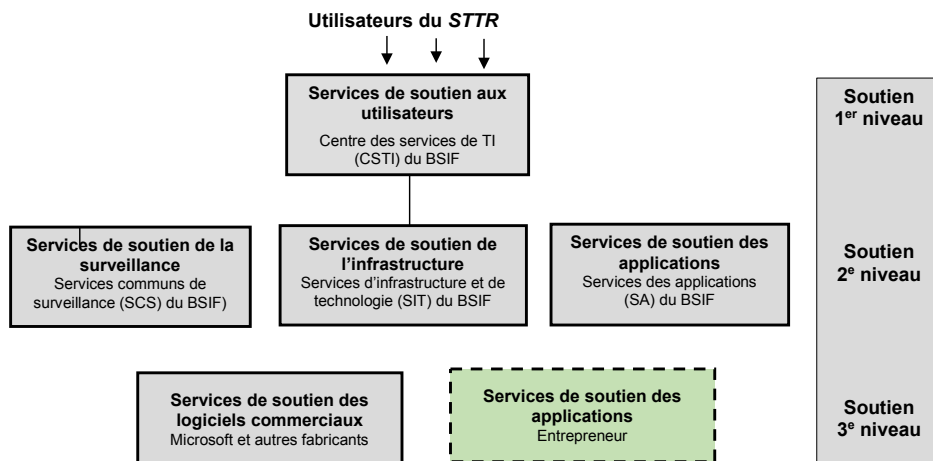 Utilisateurs du STTR
Services de soutien aux
utilisateurs
Centre des services de TI
(CSTI) du BSIF
Soutien
1er niveau
Services de soutien de la
surveillance
Services communs de
surveillance (SCS) du BSIF)
Services de soutien de
l’infrastructure
Services d’infrastructure et de
technologie (SIT) du BSIF
Services de soutien des
applications
Services des applications
(SA) du BSIF
Soutien
2e niveau
Services de soutien des
logiciels commerciaux
Microsoft et autres fabricants
Services de soutien des
applications
Entrepreneur
Soutien
3e niveau